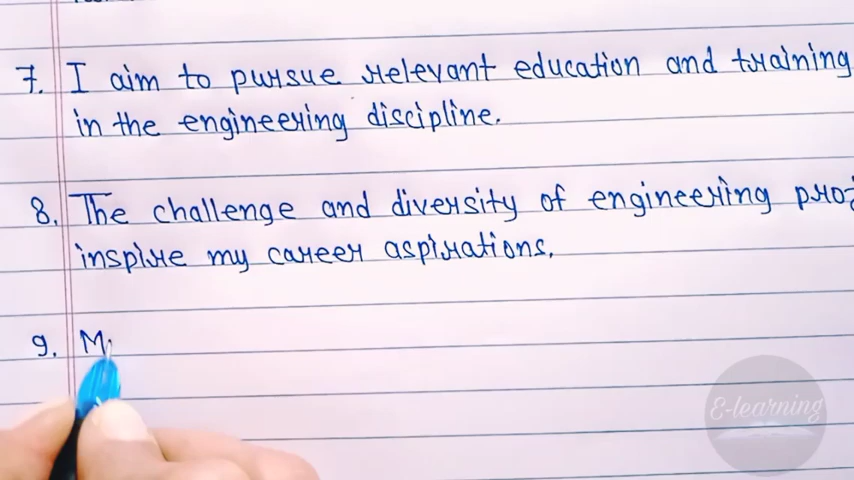 7. I aim to pursue relevant education and training
in the engineering discipline.
8. The challenge and diversity of engineering proj
inspire my career aspirations.
9. M
E-learning